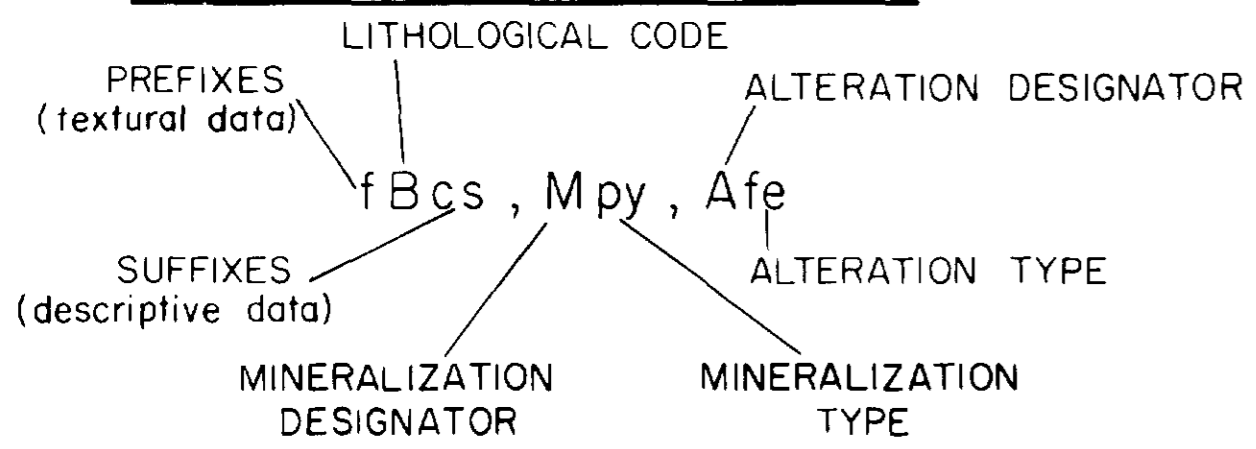 LITHOLOGICAL CODE
PREFIXES
(textural data)
ALTERATION DESIGNATOR
fBcs, Mpy, Afe
SUFFIXES
(descriptive data)
ALTERATION TYPE
MINERALIZATION
DESIGNATOR
MINERALIZATION
TYPE